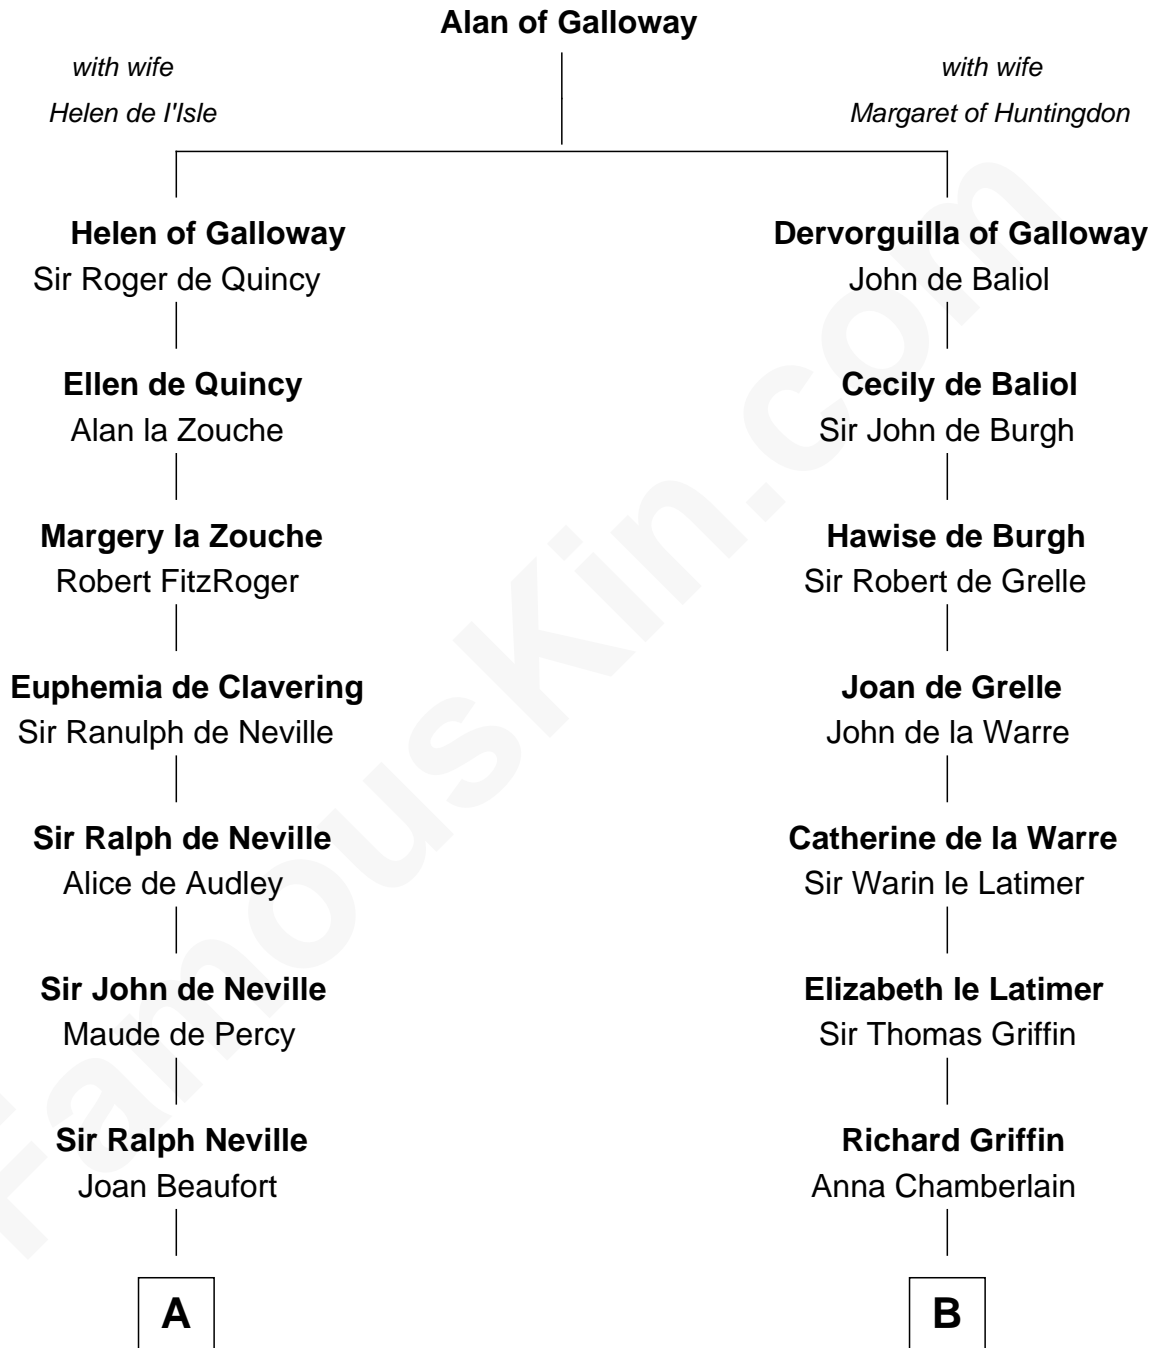 Alan of Galloway
with wife
Helen de l'Isle
with wife
Margaret of Huntingdon
Helen of Galloway
Sir Roger de Quincy
Dervorguilla of Galloway
John de Baliol
Ellen de Quincy
Alan la Zouche
Cecily de Baliol
Sir John de Burgh
Margery la Zouche
Robert FitzRoger
Hawise de Burgh
Sir Robert de Grelle
Euphemia de Clavering
Sir Ranulph de Neville
Joan de Grelle
John de la Warre
Sir Ralph de Neville
Alice de Audley
Catherine de la Warre
Sir Warin le Latimer
Sir John de Neville
Maude de Percy
Elizabeth le Latimer
Sir Thomas Griffin
Sir Ralph Neville
Joan Beaufort
Richard Griffin
Anna Chamberlain
A
B
FamousKin.com